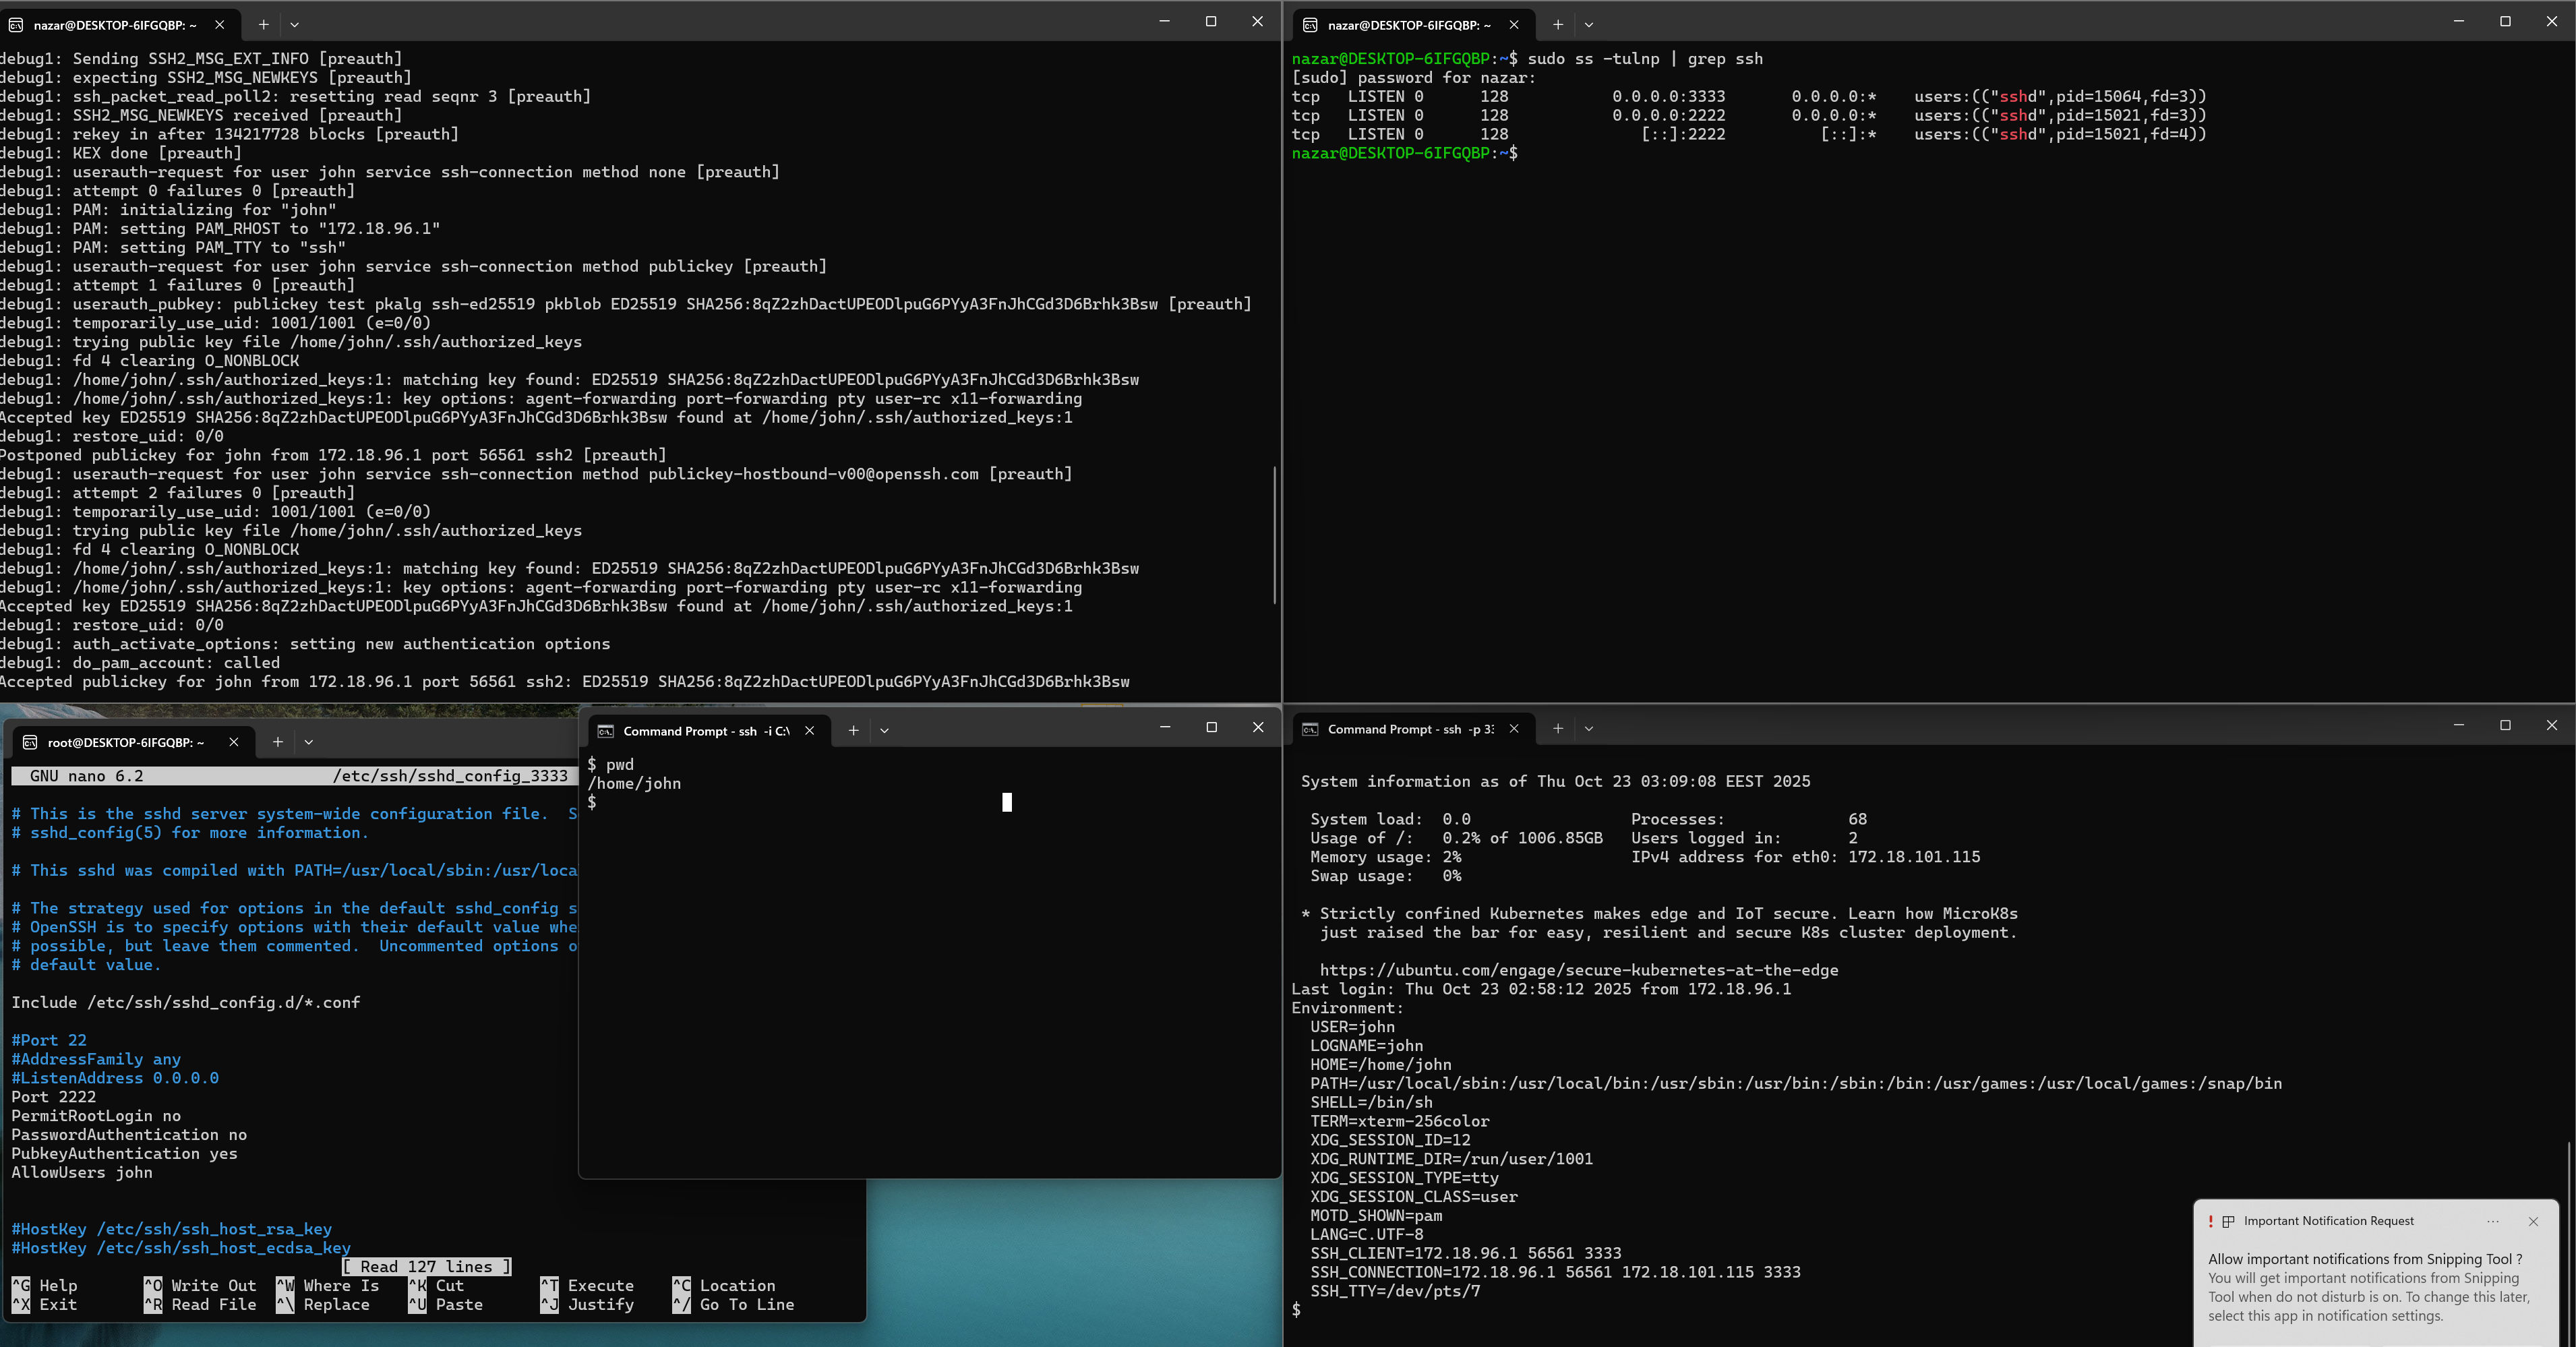 nazar@DESKTOP-6IFGQBP: ~
debug1: Sending SSH2_MSG_EXT_INFO [preauth]
debug1: expecting SSH2_MSG_NEWKEYS [preauth]
debug1: ssh_packet_read_poll2: resetting read seqnr 3 [preauth]
debug1: SSH2_MSG_NEWKEYS received [preauth]
debug1: rekey in after 134217728 blocks [preauth]
debug1: KEX done [preauth]
debug1: userauth-request for user john service ssh-connection method none [preauth]
debug1: attempt 0 failures 0 [preauth]
debug1: PAM: initializing for "john"
debug1: PAM: setting PAM_RHOST to "172.18.96.1"
debug1: PAM: setting PAM_TTY to "ssh"
debug1: userauth-request for user john service ssh-connection method publickey [preauth]
debug1: attempt 1 failures 0 [preauth]
debug1: userauth_pubkey: publickey test pkalg ssh-ed25519 pkblob ED25519 SHA256:8qZ2zhDactUPEODlpuG6PYyA3FnJhCGd3D6Brhk3Bsw [preauth]
debug1: temporarily_use_uid: 1001/1001 (e=0/0)
debug1: trying public key file /home/john/.ssh/authorized_keys
debug1: fd 4 clearing O_NONBLOCK
debug1: /home/john/.ssh/authorized_keys:1: matching key found: ED25519 SHA256:8qZ2zhDactUPEODlpuG6PYyA3FnJhCGd3D6Brhk3Bsw
debug1: /home/john/.ssh/authorized_keys:1: key options: agent-forwarding port-forwarding pty user-rc x11-forwarding
Accepted key ED25519 SHA256:8qZ2zhDactUPEODlpuG6PYyA3FnJhCGd3D6Brhk3Bsw found at /home/john/.ssh/authorized_keys:1
debug1: restore_uid: 0/0
Postponed publickey for john from 172.18.96.1 port 56561 ssh2 [preauth]
debug1: userauth-request for user john service ssh-connection method publickey-hostbound-v00@openssh.com [preauth]
debug1: attempt 2 failures 0 [preauth]
debug1: temporarily_use_uid: 1001/1001 (e=0/0)
debug1: trying public key file /home/john/.ssh/authorized_keys
debug1: fd 4 clearing O_NONBLOCK
debug1: /home/john/.ssh/authorized_keys:1: matching key found: ED25519 SHA256:8qZ2zhDactUPEODlpuG6PYyA3FnJhCGd3D6Brhk3Bsw
debug1: /home/john/.ssh/authorized_keys:1: key options: agent-forwarding port-forwarding pty user-rc x11-forwarding
Accepted key ED25519 SHA256:8qZ2zhDactUPEODlpuG6PYyA3FnJhCGd3D6Brhk3Bsw found at /home/john/.ssh/authorized_keys:1
debug1: restore_uid: 0/0
debug1: auth_activate_options: setting new authentication options
debug1: do_pam_account: called
Accepted publickey for john from 172.18.96.1 port 56561 ssh2: ED25519 SHA256:8qZ2zhDactUPEODlpuG6PYyA3FnJhCGd3D6Brhk3Bsw
nazar@DESKTOP-6IFGQBP: ~
nazar@DESKTOP-6IFGQBP:~$ sudo ss -tulnp | grep ssh
[sudo] password for nazar:
tcp   LISTEN 0      128           0.0.0.0:3333       0.0.0.0:*    users:(("sshd",pid=15064,fd=3))
tcp   LISTEN 0      128           0.0.0.0:2222       0.0.0.0:*    users:(("sshd",pid=15021,fd=3))
tcp   LISTEN 0      128              [::]:2222          [::]:*    users:(("sshd",pid=15021,fd=4))
nazar@DESKTOP-6IFGQBP:~$
root@DESKTOP-6IFGQBP: ~
GNU nano 6.2                    /etc/ssh/sshd_config_3333
# This is the sshd server system-wide configuration file.  S
# sshd_config(5) for more information.
# This sshd was compiled with PATH=/usr/local/sbin:/usr/loca
# The strategy used for options in the default sshd_config s
# OpenSSH is to specify options with their default value whe
# possible, but leave them commented.  Uncommented options o
# default value.
Include /etc/ssh/sshd_config.d/*.conf
#Port 22
#AddressFamily any
#ListenAddress 0.0.0.0
Port 2222
PermitRootLogin no
PasswordAuthentication no
PubkeyAuthentication yes
AllowUsers john
#HostKey /etc/ssh/ssh_host_rsa_key
#HostKey /etc/ssh/ssh_host_ecdsa_key
[ Read 127 lines ]
^G Help      ^O Write Out ^W Where Is  ^K Cut       ^T Execute   ^C Location
^X Exit      ^R Read File ^\ Replace   ^U Paste     ^J Justify   ^/ Go To Line
Command Prompt - ssh  -i C:\
$ pwd
/home/john
$
Command Prompt - ssh  -p 3
System information as of Thu Oct 23 03:09:08 EEST 2025
System load:  0.0                 Processes:             68
Usage of /:   0.2% of 1006.85GB   Users logged in:       2
Memory usage: 2%                  IPv4 address for eth0: 172.18.101.115
Swap usage:   0%
* Strictly confined Kubernetes makes edge and IoT secure. Learn how MicroK8s
just raised the bar for easy, resilient and secure K8s cluster deployment.
https://ubuntu.com/engage/secure-kubernetes-at-the-edge
Last login: Thu Oct 23 02:58:12 2025 from 172.18.96.1
Environment:
USER=john
LOGNAME=john
HOME=/home/john
PATH=/usr/local/sbin:/usr/local/bin:/usr/sbin:/usr/bin:/sbin:/bin:/usr/games:/usr/local/games:/snap/bin
SHELL=/bin/sh
TERM=xterm-256color
XDG_SESSION_ID=12
XDG_RUNTIME_DIR=/run/user/1001
XDG_SESSION_TYPE=tty
XDG_SESSION_CLASS=user
MOTD_SHOWN=pam
LANG=C.UTF-8
SSH_CLIENT=172.18.96.1 56561 3333
SSH_CONNECTION=172.18.96.1 56561 172.18.101.115 3333
SSH_TTY=/dev/pts/7
$
Important Notification Request
Allow important notifications from Snipping Tool ?
You will get important notifications from Snipping
Tool when do not disturb is on. To change this later,
select this app in notification settings.